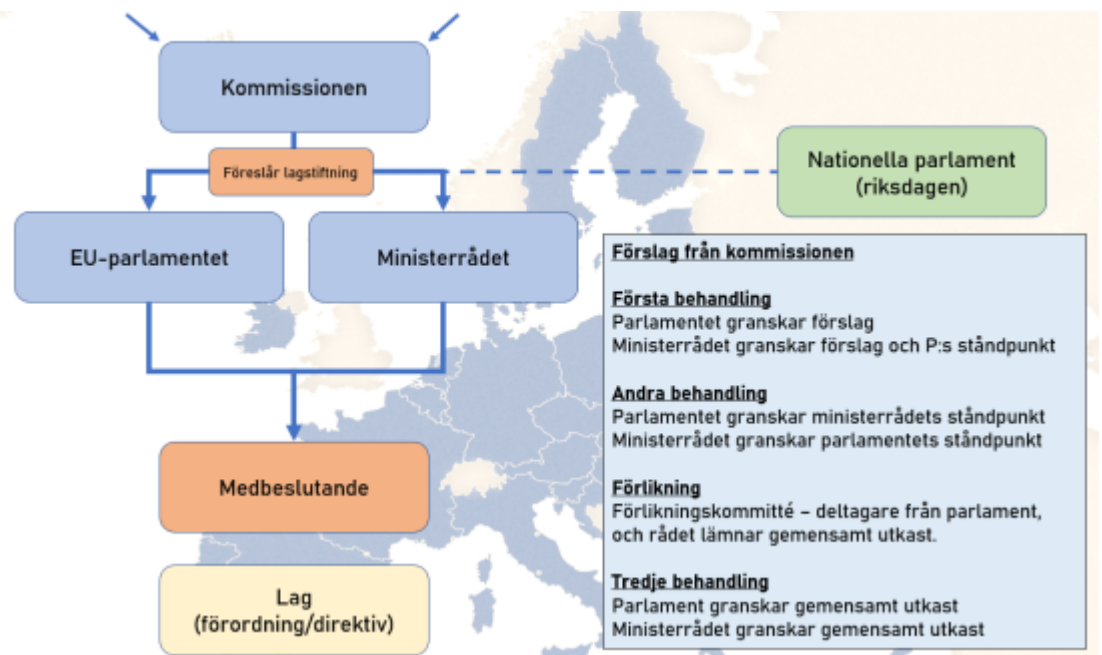 Kommissionen
Föreslår lagstiftning
Nationella parlament
(riksdagen)
EU-parlamentet
Ministerrådet
Förslag från kommissionen
Första behandling
Parlamentet granskar förslag
Ministerrådet granskar förslag och P:s ståndpunkt
Andra behandling
Parlamentet granskar ministerrådets ståndpunkt
Ministerrådet granskar parlamentets ståndpunkt
Förlikning
Förlikningskommitté – deltagare från parlament,
och rådet lämnar gemensamt utkast.
Tredje behandling
Parlament granskar gemensamt utkast
Ministerrådet granskar gemensamt utkast
Medbeslutande
Lag
(förordning/direktiv)